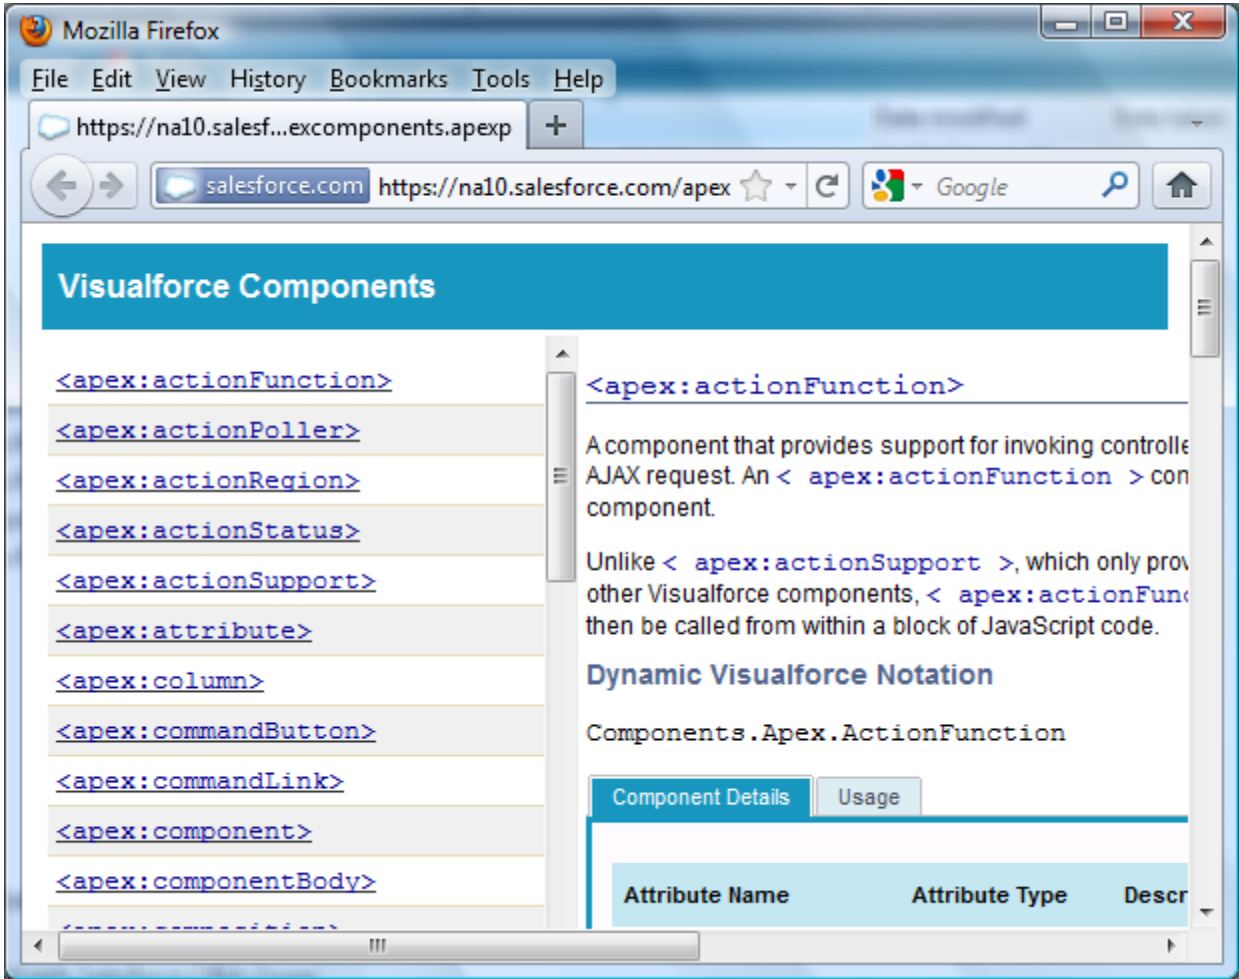 Mozilla Firefox
File Edit View History Bookmarks Tools Help
https://na10.salesf...excomponents.apexp
salesforce.com https://na10.salesforce.com/apex Google
Visualforce Components
<apex:actionFunction>
<apex:actionPoller>
<apex:actionRegion>
<apex:actionStatus>
<apex:actionSupport>
<apex:attribute>
<apex:column>
<apex:commandButton>
<apex:commandLink>
<apex:component>
<apex:componentBody>
<apex:actionFunction>
A component that provides support for invoking controlle
AJAX request. An < apex:actionFunction > con
component.
Unlike < apex:actionSupport >, which only prov
other Visualforce components, < apex:actionFunc
then be called from within a block of JavaScript code.
Dynamic Visualforce Notation
Components.Apex.ActionFunction
Component Details Usage
Attribute Name Attribute Type Descr